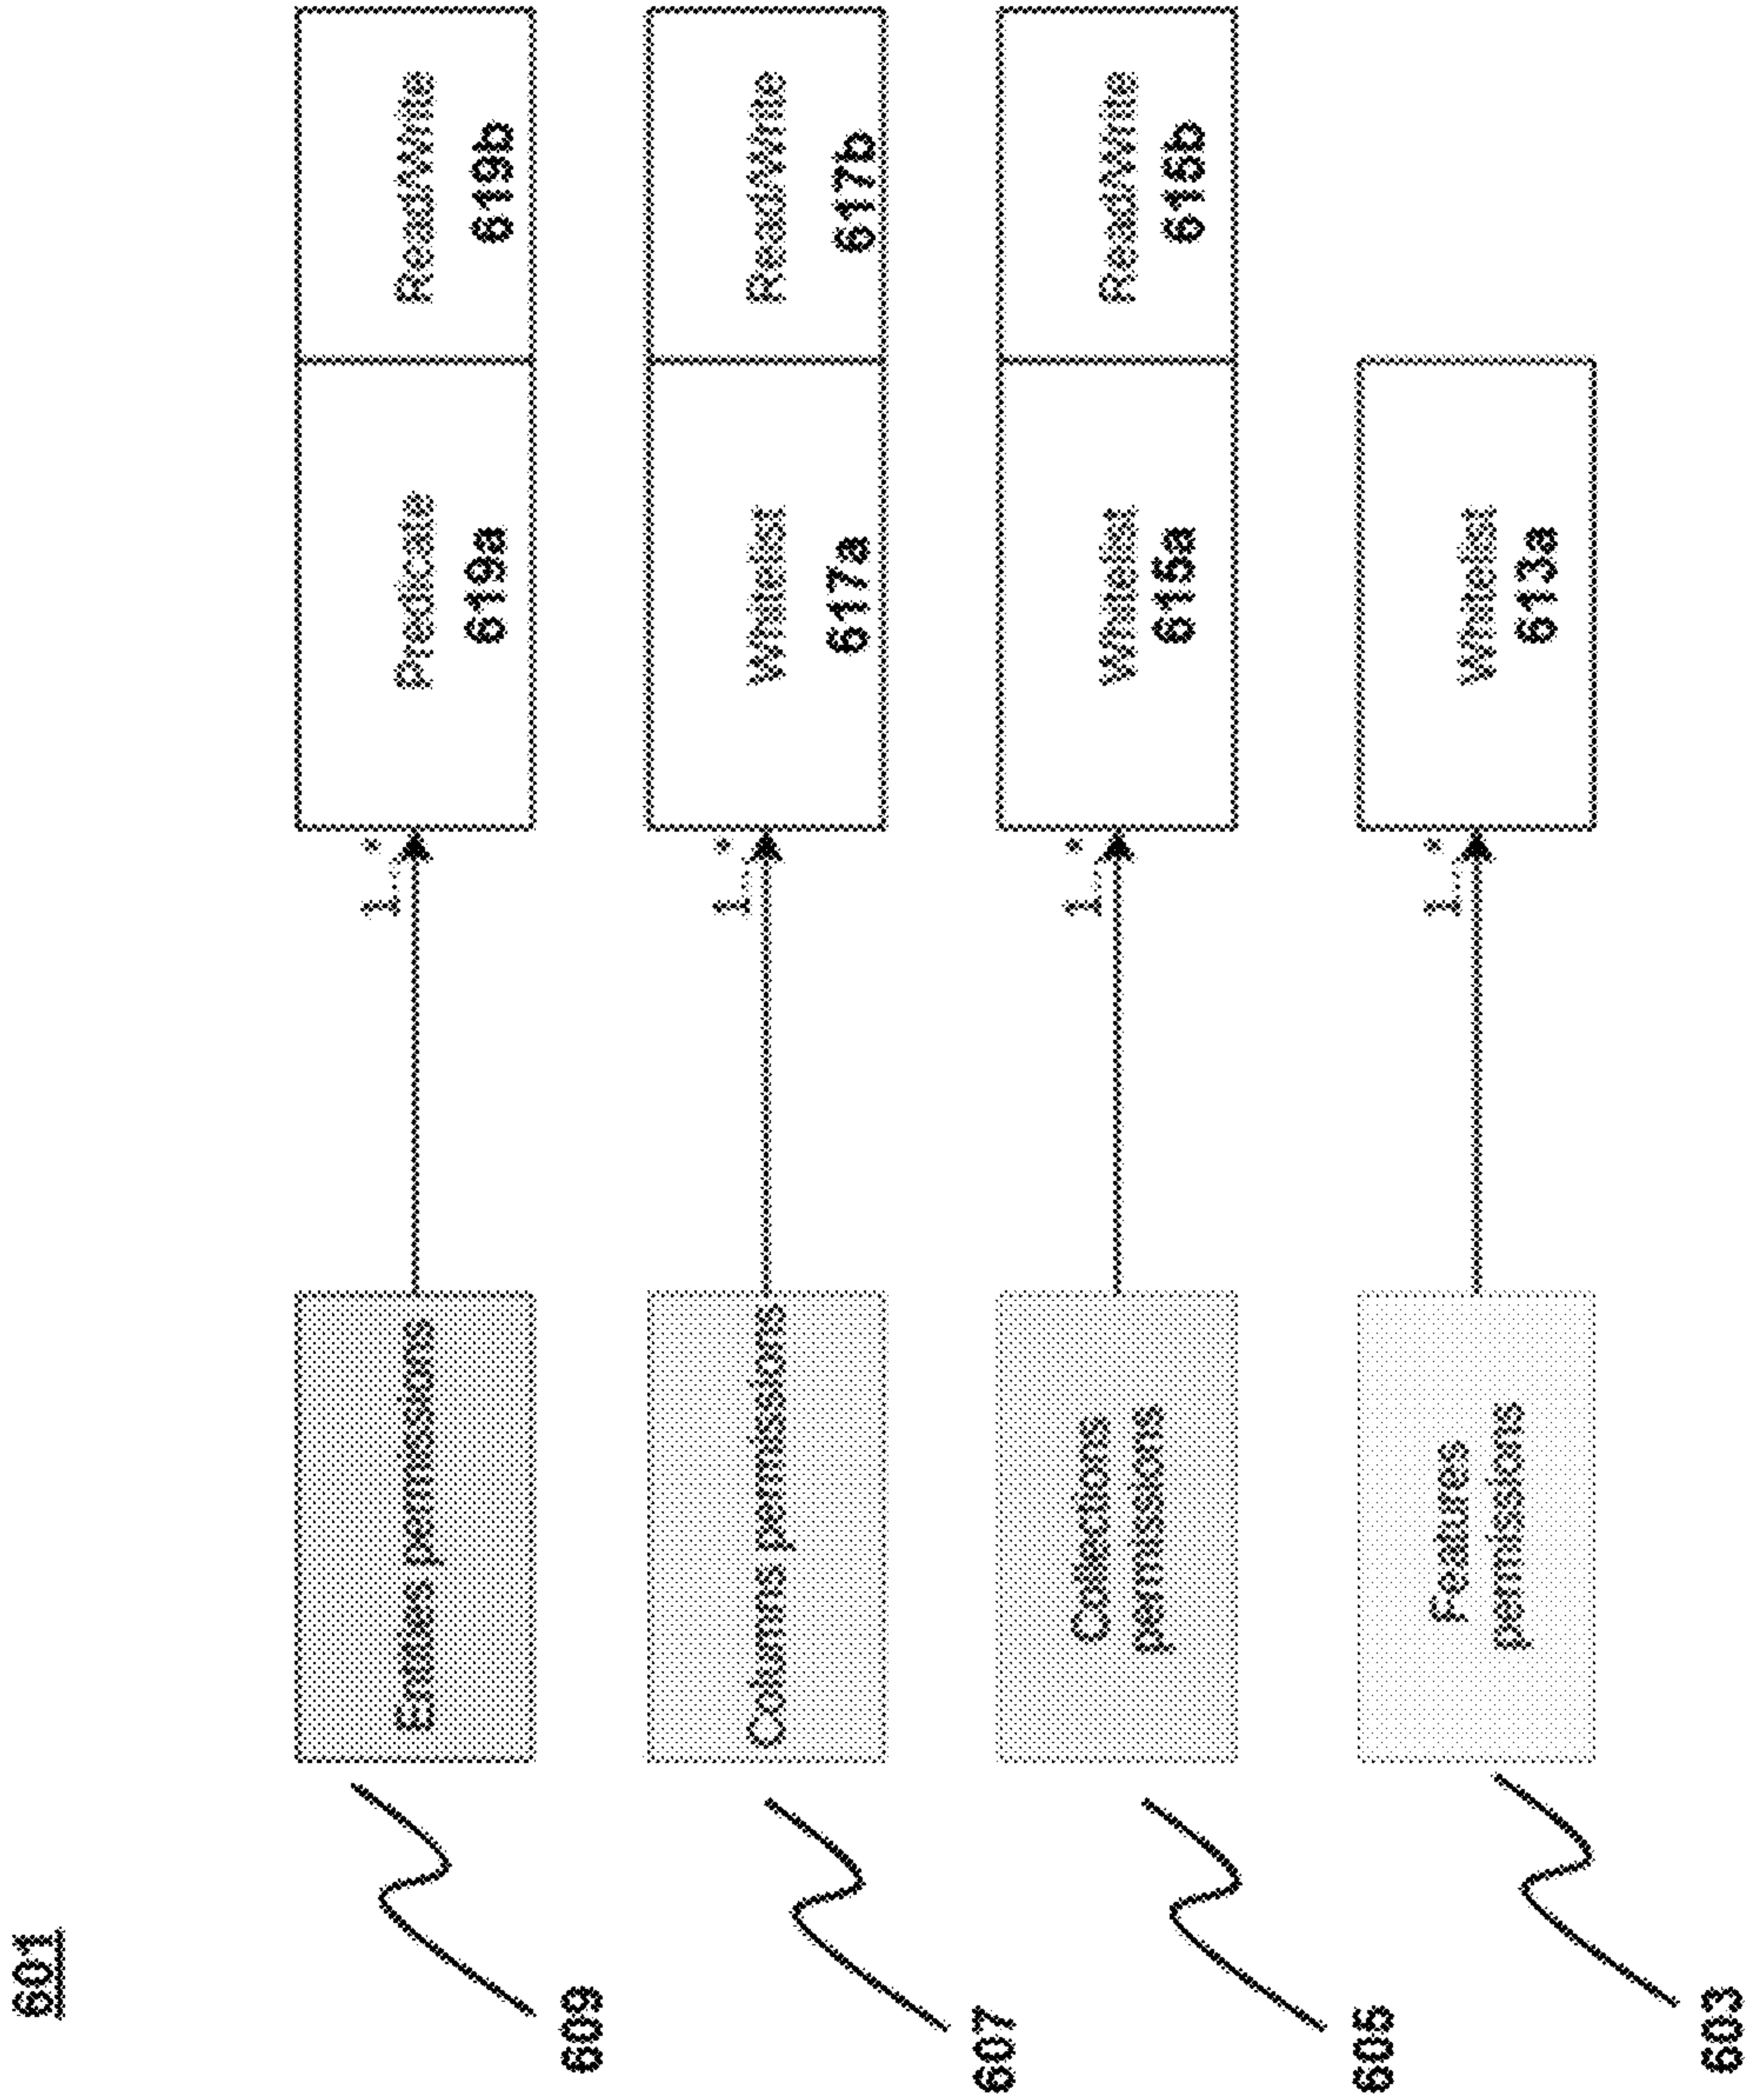 601
609
Entities permissions
1..*
Predicate
619a
Read/Write
619b
607
Columns permissions
1..*
Whitelist
617a
Read/Write
617b
605
Collections
permissions
1..*
Whitelist
615a
Read/Write
615b
603
Features
permissions
1..*
Whitelist
613a